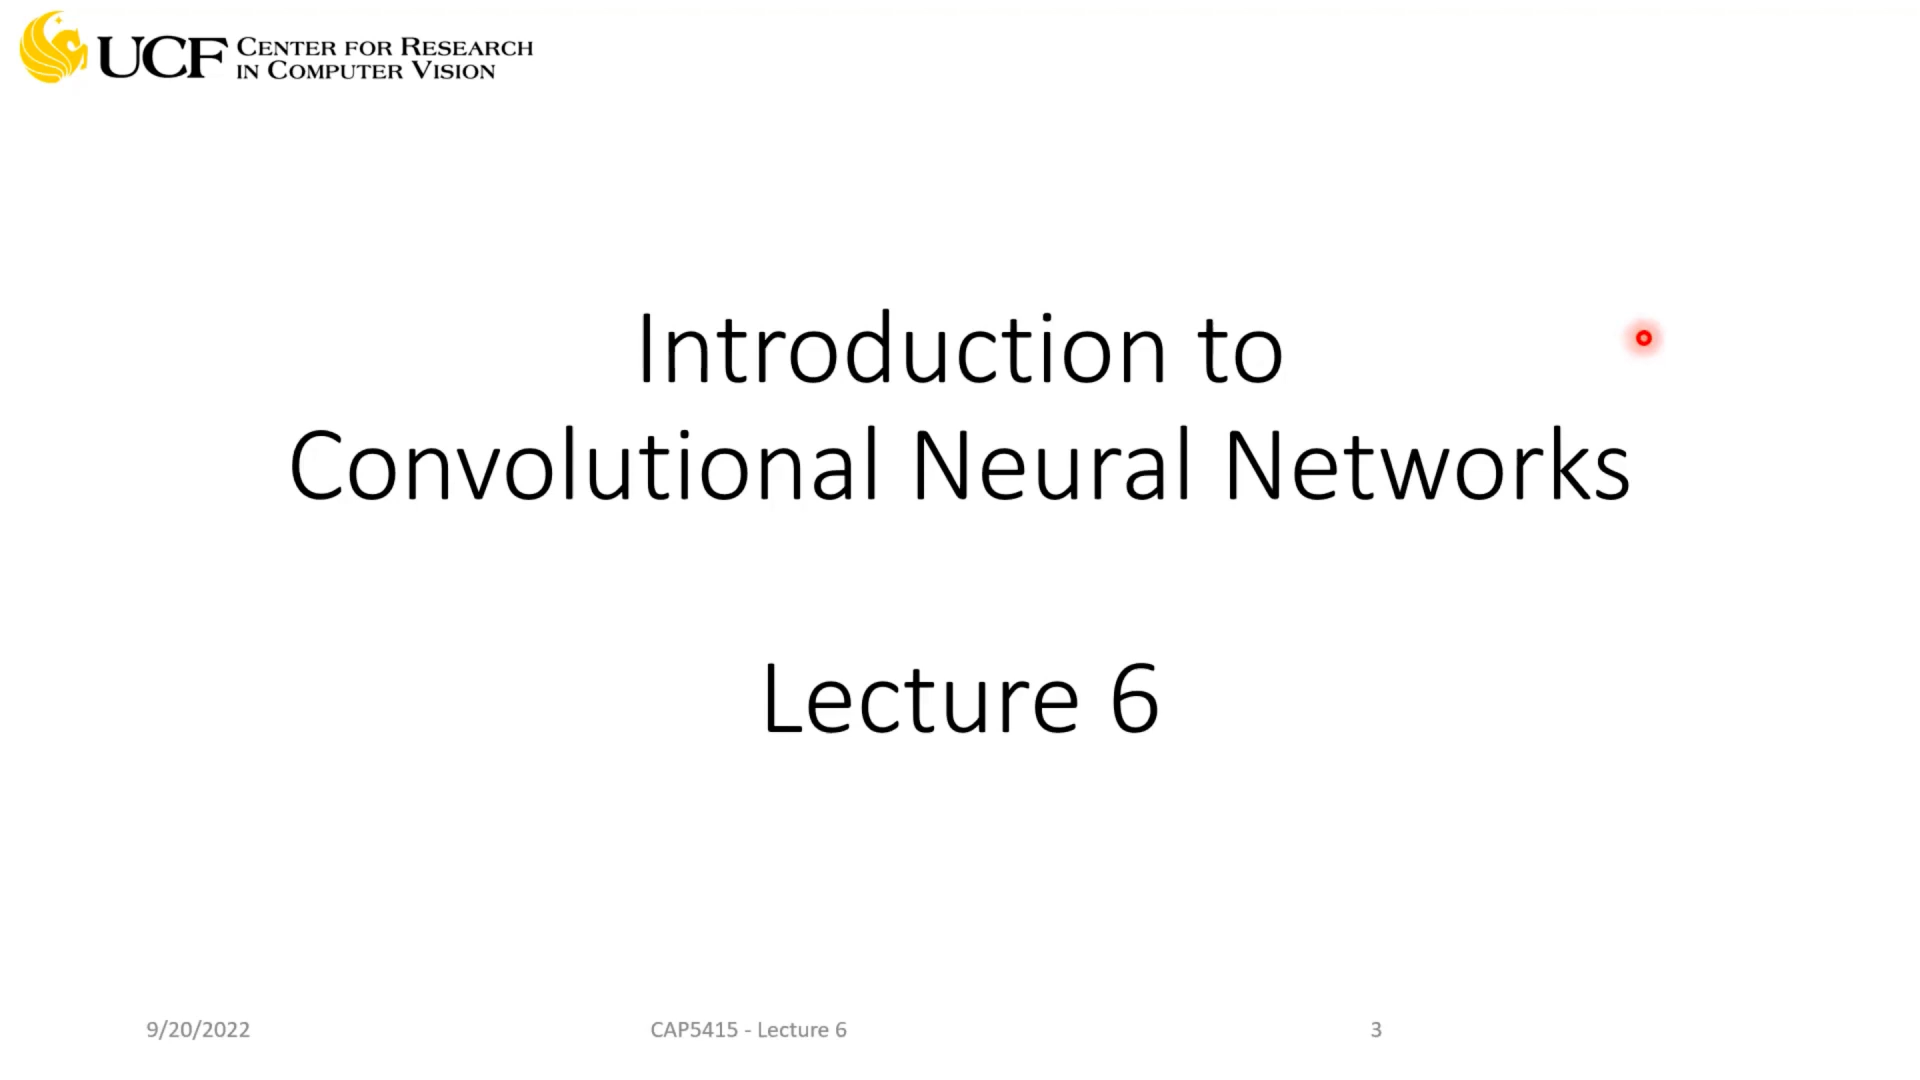 UCF CENTER FOR RESEARCH
IN COMPUTER VISION
Introduction to
Convolutional Neural Networks
Lecture 6
9/20/2022
CAP5415 - Lecture 6
3